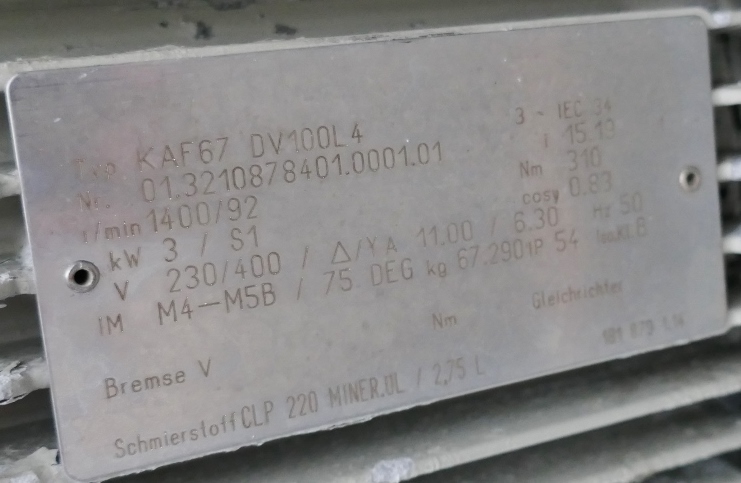 Typ KAF67 DV100L4 3 ~ IEC 34
Nr. 01.3210878401.0001.01 i 15.13
1/min 1400/92 Nm 310
kW 3 / S1 cosφ 0.83
V 230/400 / Δ/Y A 11.00 / 6.30 Hz 50
IM M4-M5B / 75 DEG kg 67.290 IP 54 Iso.Kl. B
Bremse V Nm Gleichrichter
Schmierstoff CLP 220 MINER.ÖL / 2,75 L